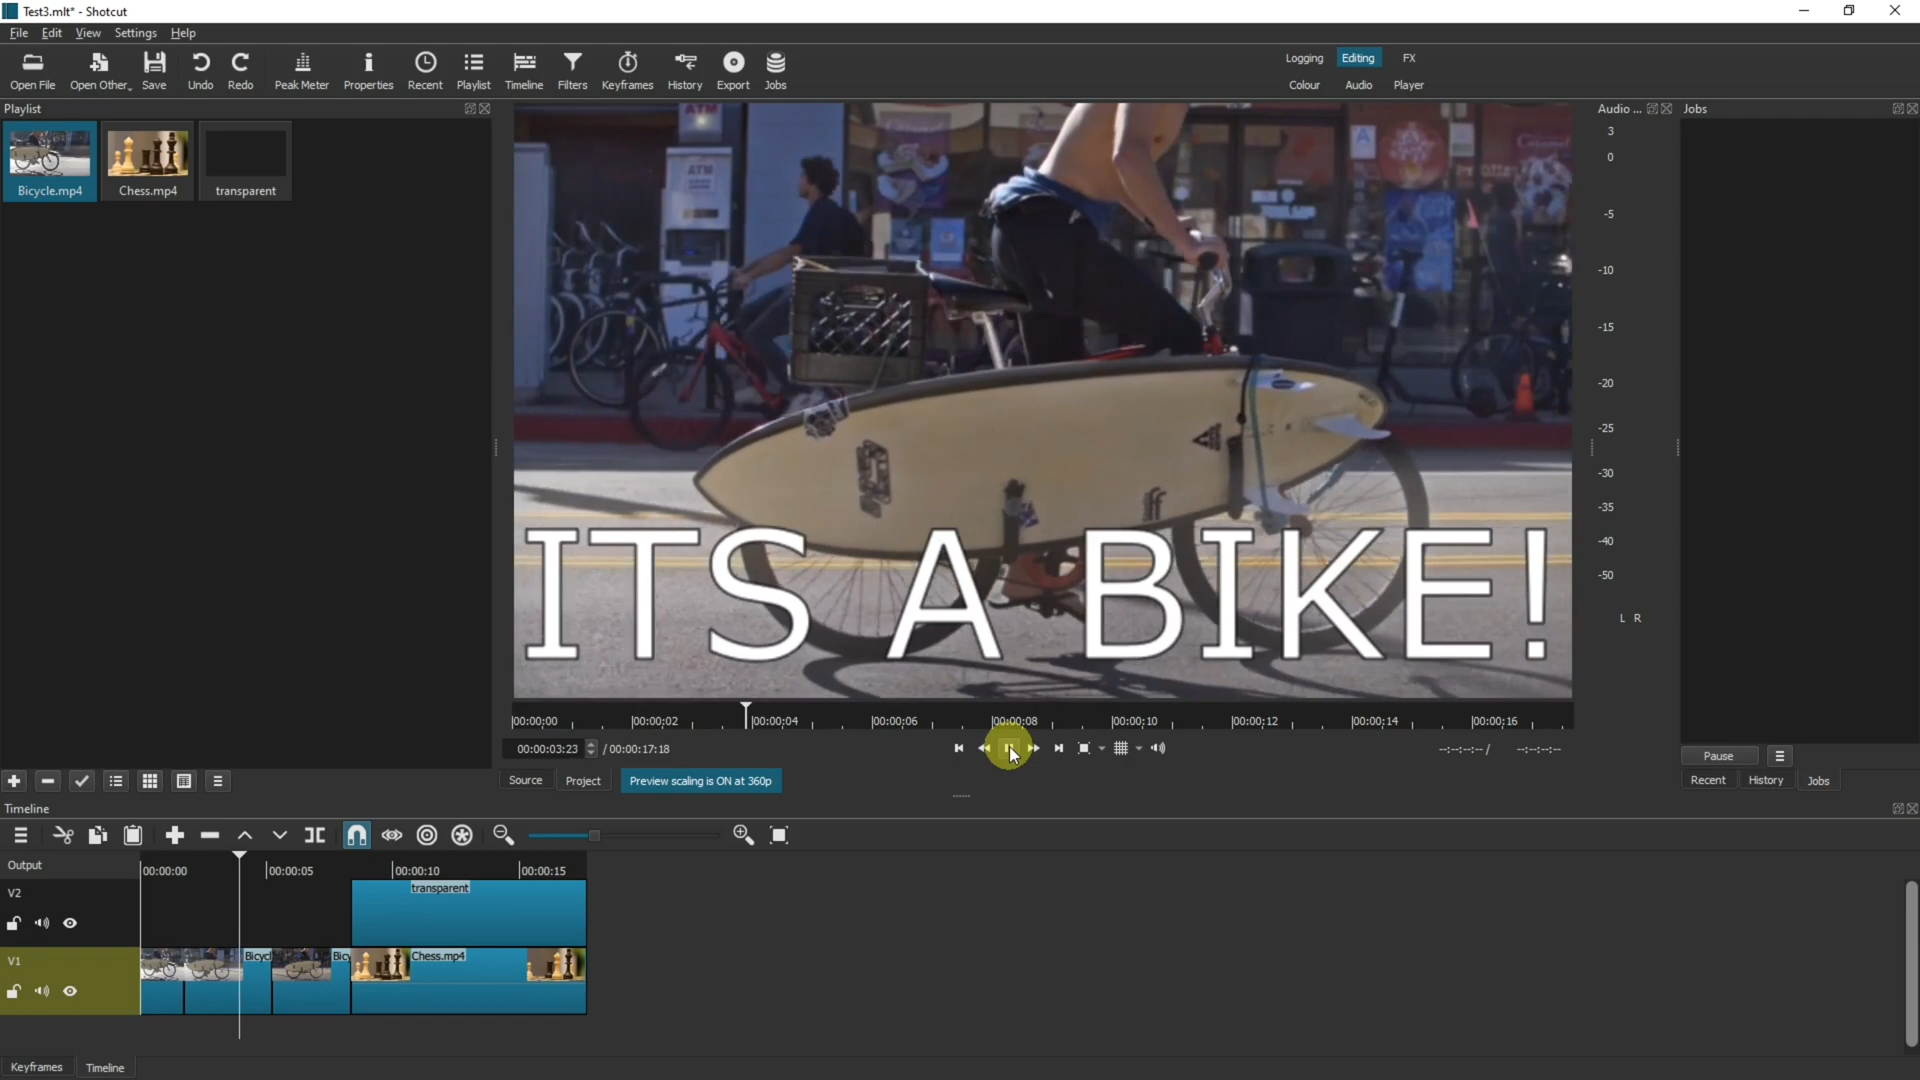 Test3.mlt* - Shotcut
File Edit View Settings Help
Open File Open Other... Save Undo Redo Peak Meter Properties Recent Playlist Timeline Filters Keyframes History Export Jobs
Logging Editing FX
Colour Audio Player
Playlist
Audio ...
Jobs
Bicycle.mp4 Chess.mp4 transparent
ATM
ATM
ITS A BIKE!
3
0
-5
-10
-15
-20
-25
-30
-35
-40
-50
L R
00:00:00 00:00;02 00:00;04 00:00;06 00:00;08 00:00;10 00:00;12 00:00;14 00:00;16
00:00:03:23 / 00:00:17:18
--:--:--:-- / --:--:--:--
Source Project Preview scaling is ON at 360p
Pause
Recent History Jobs
Timeline
Output
00:00:00 00:00:05 00:00:10 00:00:15
V2
transparent
V1
Bicycl Bicy Chess.mp4
Keyframes Timeline